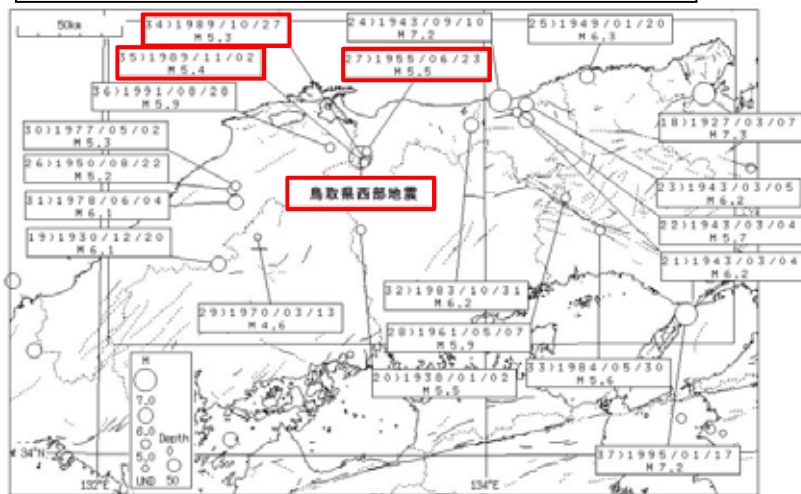 50km
34)1989/10/27
M5.3
24)1943/09/10
M7.2
25)1949/01/20
M6.3
35)1989/11/02
M5.4
27)1955/06/23
M5.5
36)1991/08/28
M5.9
18)1927/03/07
M7.3
30)1977/05/02
M5.3
26)1950/08/22
M5.2
鳥取県西部地震
23)1943/03/05
M6.2
31)1978/06/04
M6.1
22)1943/03/04
M5.7
19)1930/12/20
M6.1
21)1943/03/04
M6.2
32)1983/10/31
M6.2
29)1970/03/13
M4.6
28)1961/05/07
M5.9
33)1984/05/30
M5.6
20)1938/01/02
M5.5
M
7.0
6.0
5.0
UND
Depth
0
50
37)1995/01/17
M7.2
34°N
132°E
134°E